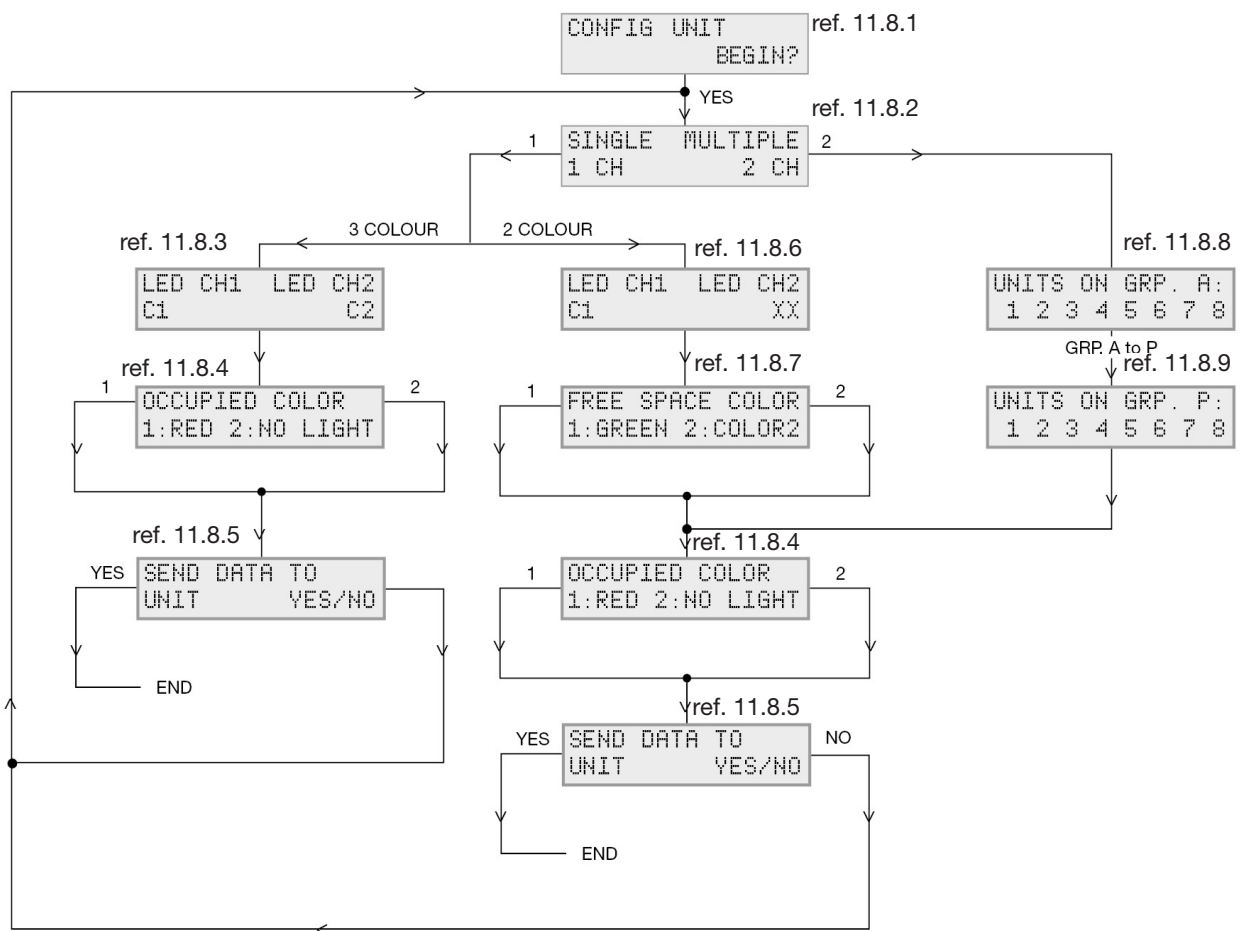 CONFIG UNIT
BEGIN?
ref. 11.8.1
YES
ref. 11.8.2
1
SINGLE MULTIPLE
1 CH 2 CH
2
3 COLOUR
2 COLOUR
ref. 11.8.3
LED CH1 LED CH2
C1 C2
ref. 11.8.6
LED CH1 LED CH2
C1 XX
ref. 11.8.8
UNITS ON GRP. A:
1 2 3 4 5 6 7 8
GRP. A to P
ref. 11.8.4
1
OCCUPIED COLOR
1:RED 2:NO LIGHT
2
ref. 11.8.7
1
FREE SPACE COLOR
1:GREEN 2:COLOR2
2
ref. 11.8.9
UNITS ON GRP. P:
1 2 3 4 5 6 7 8
ref. 11.8.5
YES
SEND DATA TO
UNIT YES/NO
END
ref. 11.8.4
1
OCCUPIED COLOR
1:RED 2:NO LIGHT
2
ref. 11.8.5
YES
SEND DATA TO
UNIT YES/NO
NO
END